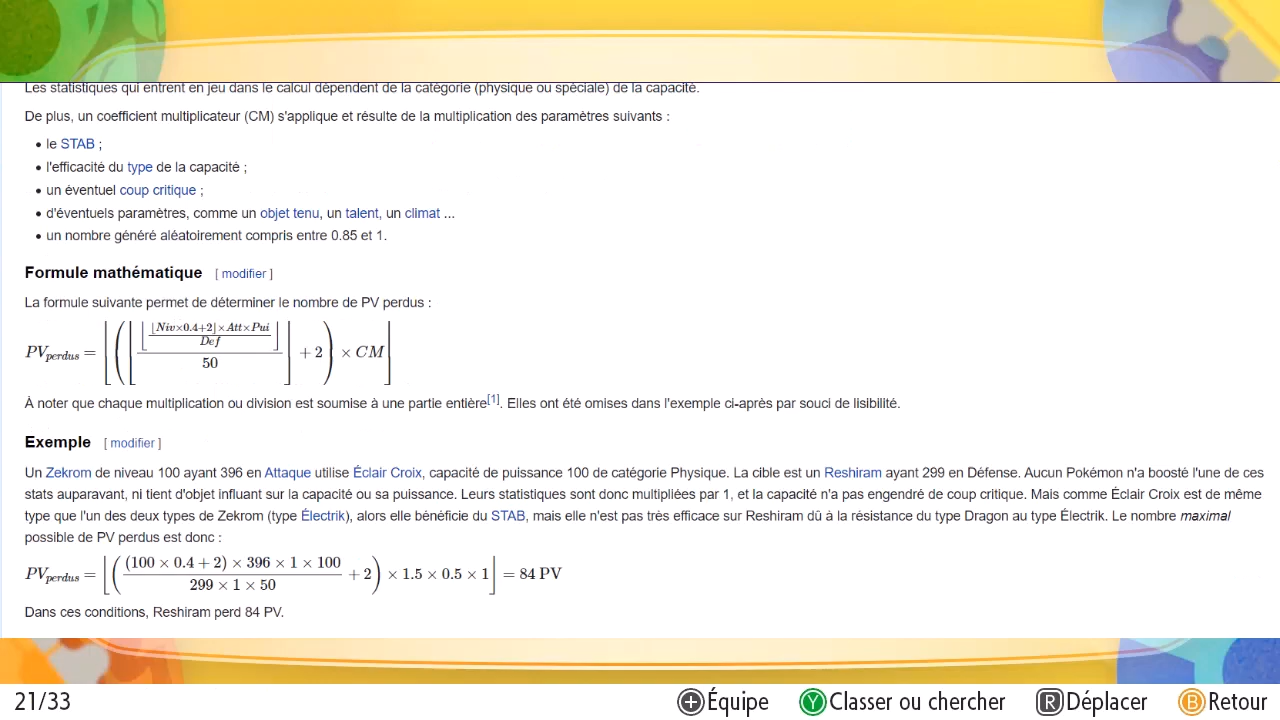 Les statistiques qui entrent en jeu dans le calcul dépendent de la catégorie (physique ou spéciale) de la capacité.
De plus, un coefficient multiplicateur (CM) s'applique et résulte de la multiplication des paramètres suivants :
• le STAB ;
• l'efficacité du type de la capacité ;
• un éventuel coup critique ;
• d'éventuels paramètres, comme un objet tenu, un talent, un climat ...
• un nombre généré aléatoirement compris entre 0.85 et 1.
Formule mathématique [ modifier ]
La formule suivante permet de déterminer le nombre de PV perdus :
PV_perdus = ⌊(⌊⌊⌊Niv×0.4+2⌋×Att×Pui / Def⌋ / 50⌋ + 2) × CM⌋
À noter que chaque multiplication ou division est soumise à une partie entière[1]. Elles ont été omises dans l'exemple ci-après par souci de lisibilité.
Exemple [ modifier ]
Un Zekrom de niveau 100 ayant 396 en Attaque utilise Éclair Croix, capacité de puissance 100 de catégorie Physique. La cible est un Reshiram ayant 299 en Défense. Aucun Pokémon n'a boosté l'une de ces
stats auparavant, ni tient d'objet influant sur la capacité ou sa puissance. Leurs statistiques sont donc multipliées par 1, et la capacité n'a pas engendré de coup critique. Mais comme Éclair Croix est de même
type que l'un des deux types de Zekrom (type Électrik), alors elle bénéficie du STAB, mais elle n'est pas très efficace sur Reshiram dû à la résistance du type Dragon au type Électrik. Le nombre maximal
possible de PV perdus est donc :
PV_perdus = ⌊((100 × 0.4 + 2) × 396 × 1 × 100 / 299 × 1 × 50 + 2) × 1.5 × 0.5 × 1⌋ = 84 PV
Dans ces conditions, Reshiram perd 84 PV.
21/33 + Équipe Y Classer ou chercher R Déplacer B Retour